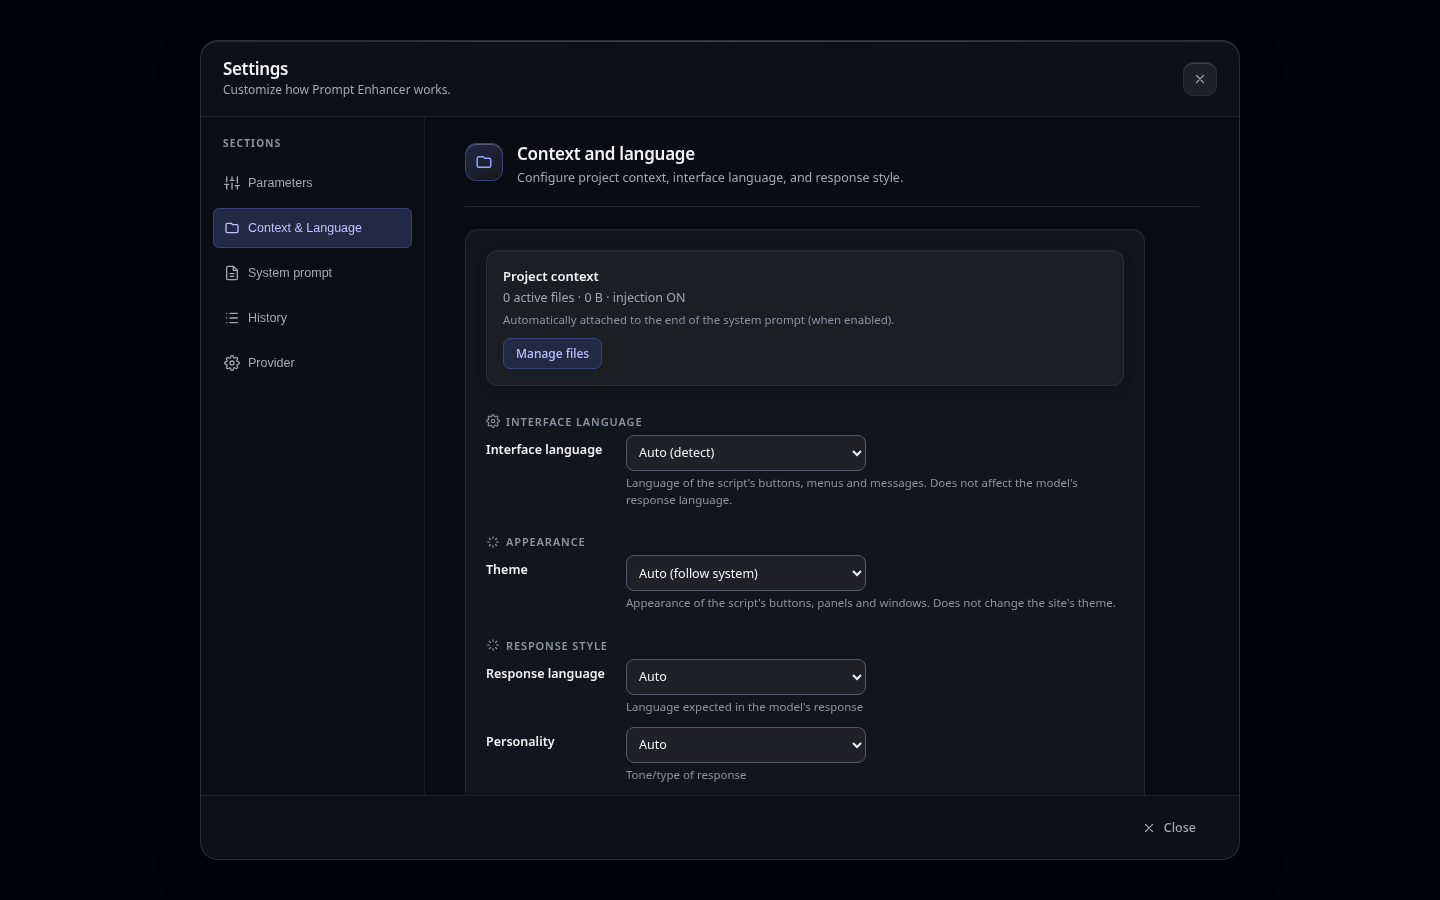 Settings
Customize how Prompt Enhancer works.
SECTIONS
Parameters
Context & Language
System prompt
History
Provider
Context and language
Configure project context, interface language, and response style.
Project context
0 active files · 0 B · injection ON
Automatically attached to the end of the system prompt (when enabled).
Manage files
INTERFACE LANGUAGE
Interface language
Auto (detect)
Language of the script's buttons, menus and messages. Does not affect the model's
response language.
APPEARANCE
Theme
Auto (follow system)
Appearance of the script's buttons, panels and windows. Does not change the site's theme.
RESPONSE STYLE
Response language
Auto
Language expected in the model's response
Personality
Auto
Tone/type of response
Close